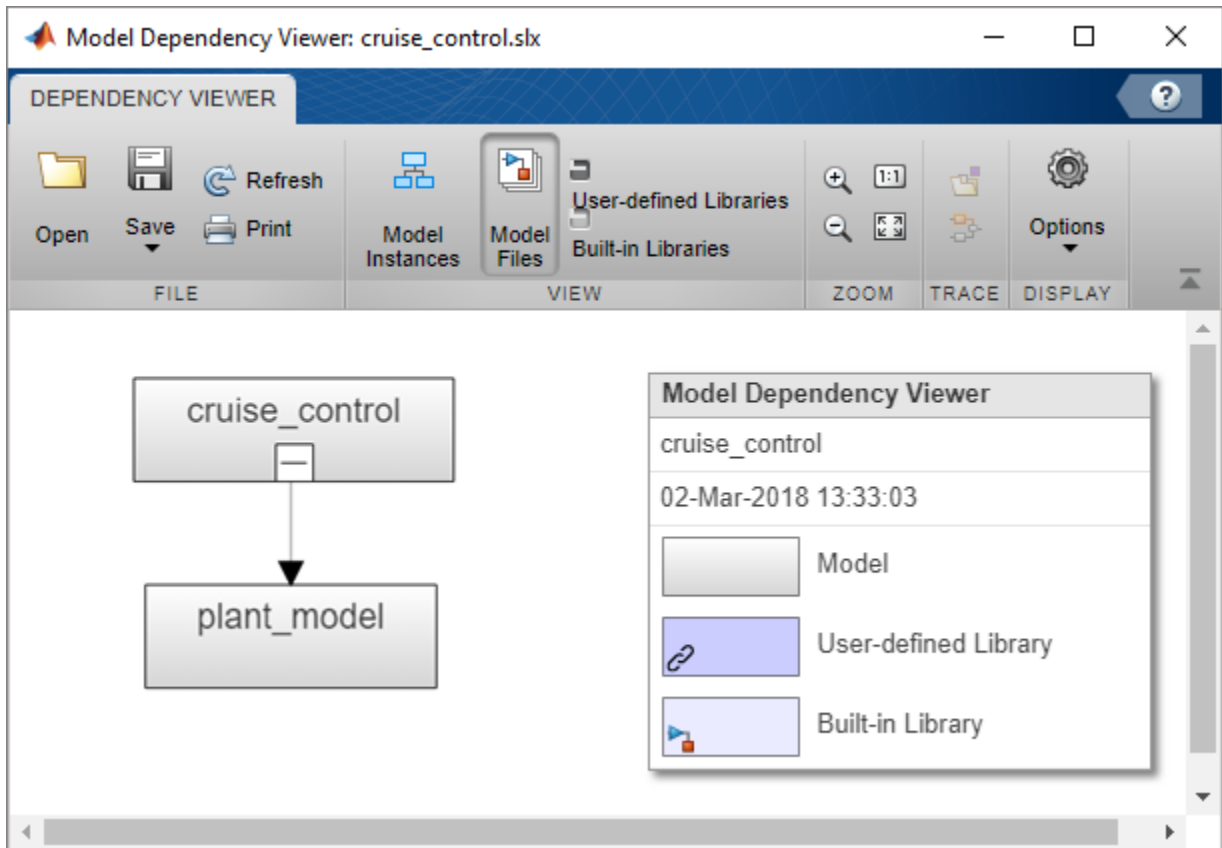 Model Dependency Viewer: cruise_control.slx
DEPENDENCY VIEWER
?
Open
Save
Refresh
Print
Model
Instances
Model
Files
User-defined Libraries
Built-in Libraries
1:1
Options
FILE
VIEW
ZOOM
TRACE
DISPLAY
cruise_control
plant_model
Model Dependency Viewer
cruise_control
02-Mar-2018 13:33:03
Model
User-defined Library
Built-in Library